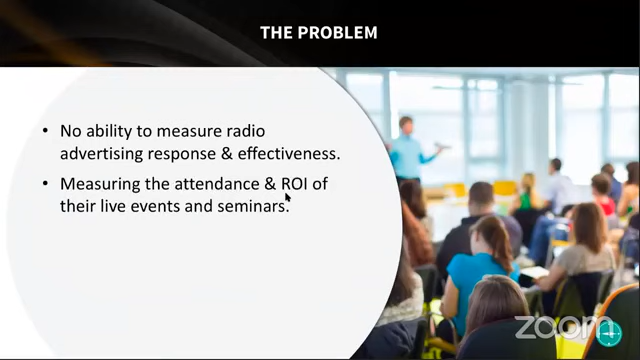 THE PROBLEM
• No ability to measure radio
advertising response & effectiveness.
• Measuring the attendance & ROI of
their live events and seminars.
zoom